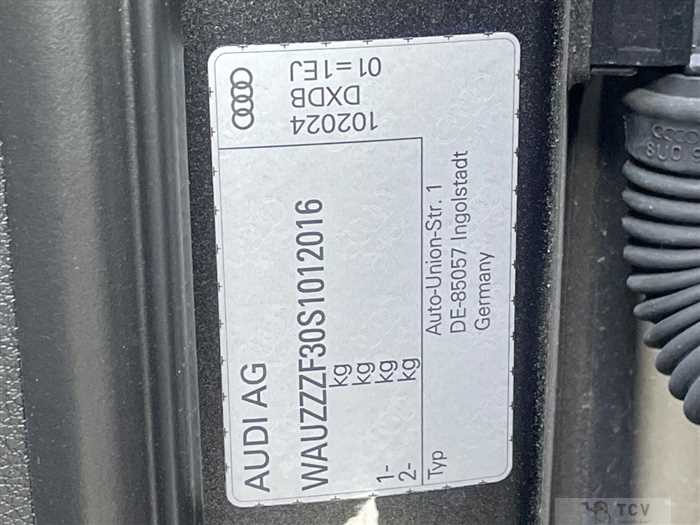 AUDI AG
WAUZZZF30S1012016
kg
kg
1- kg
2- kg
Typ
Auto-Union-Str. 1
DE-85057 Ingolstadt
Germany
102024
DXDB
01=1EJ
8U0
TCV